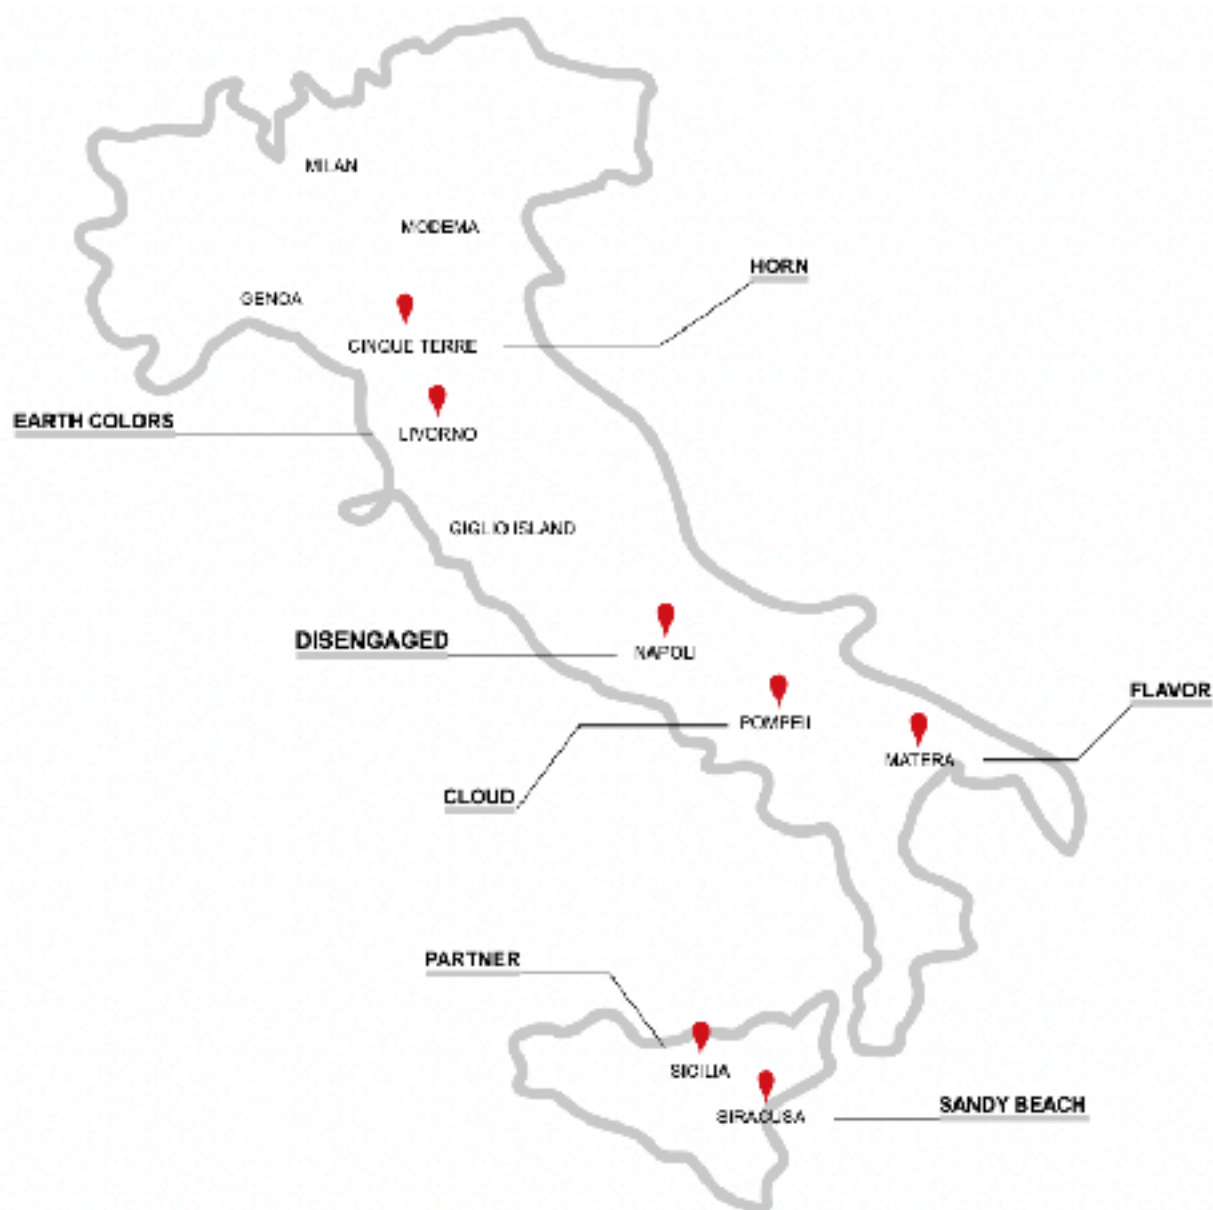 MILAN
MODEMA
HORN
GENOA
CINQUE TERRE
EARTH COLORS
LIVORNO
GIGLIO ISLAND
DISENGAGED
NAPOLI
FLAVOR
POMPEII
MATERA
CLOUD
PARTNER
SICILIA
SIRACUSA
SANDY BEACH